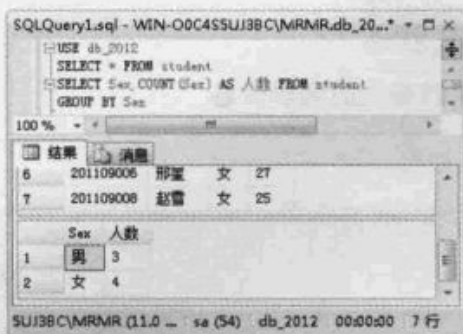 SQLQuery1.sql - WIN-O0C4S5UJ3BC\MRMR.db_20...*
USE db_2012
SELECT * FROM student
SELECT Sex,COUNT(Sex) AS 人数 FROM student
GROUP BY Sex
100 %
结果 消息
6 201109006 邢星 女 27
7 201109008 赵雪 女 25
Sex 人数
1 男 3
2 女 4
5UJ3BC\MRMR (11.0 ... sa (54) db_2012 00:00:00 7 行